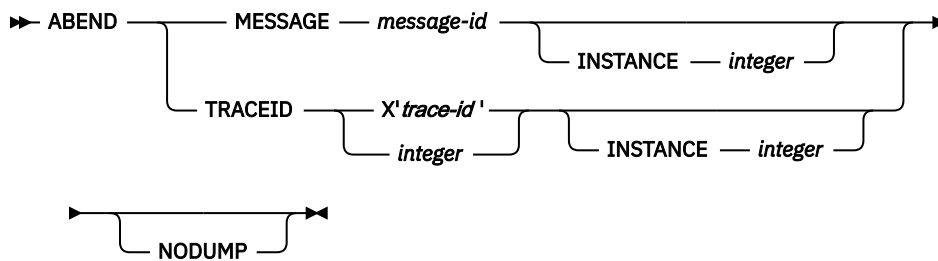 ABEND MESSAGE message-id
INSTANCE integer
TRACEID X'trace-id'
integer
INSTANCE integer
NODUMP